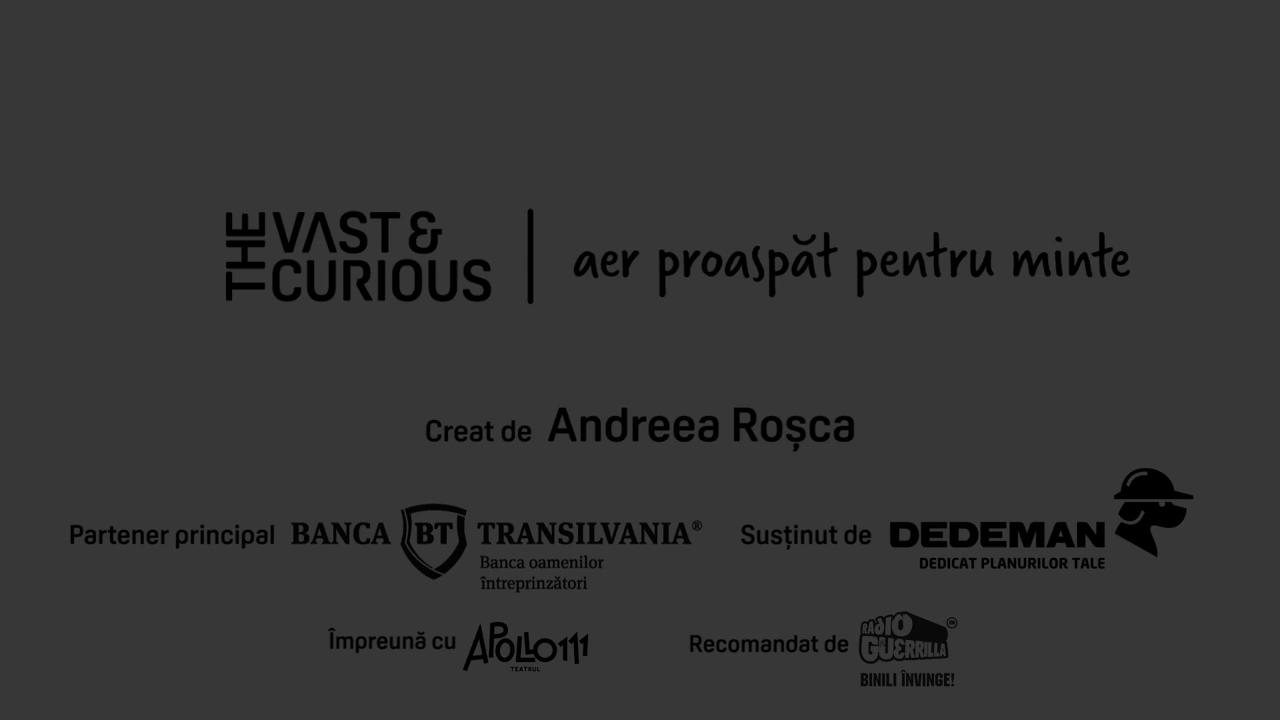 THE VAST &
CURIOUS
aer proaspăt pentru minte
Creat de Andreea Roșca
Partener principal BANCA BT TRANSILVANIA®
Banca oamenilor
întreprinzători
Susținut de DEDEMAN
DEDICAT PLANURILOR TALE
Împreună cu APOLLO111
TEATRUL
Recomandat de RADIO
GUERRILLA
BINILI ÎNVINGE!